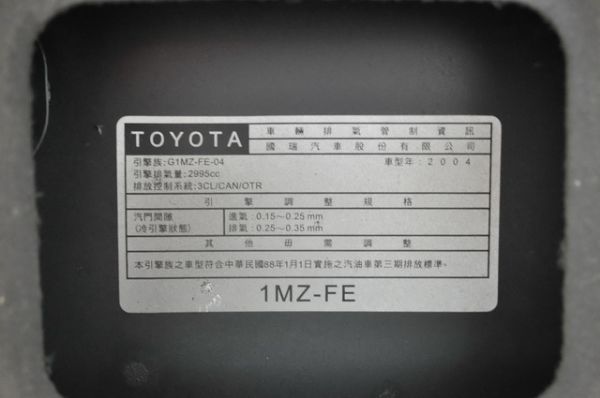 TOYOTA
車輛排氣管制資訊
國瑞汽車股份有限公司
引擎族:G1MZ-FE-04
車型年:2004
引擎排氣量:2995cc
排放控制系統:3CL/CAN/OTR
引擎調整規格
汽門間隙 進氣:0.15~0.25mm
(冷引擎狀態) 排氣:0.25~0.35mm
其他毋需調整
本引擎族之車型符合中華民國88年1月1日實施之汽油車第三期排放標準。
1MZ-FE